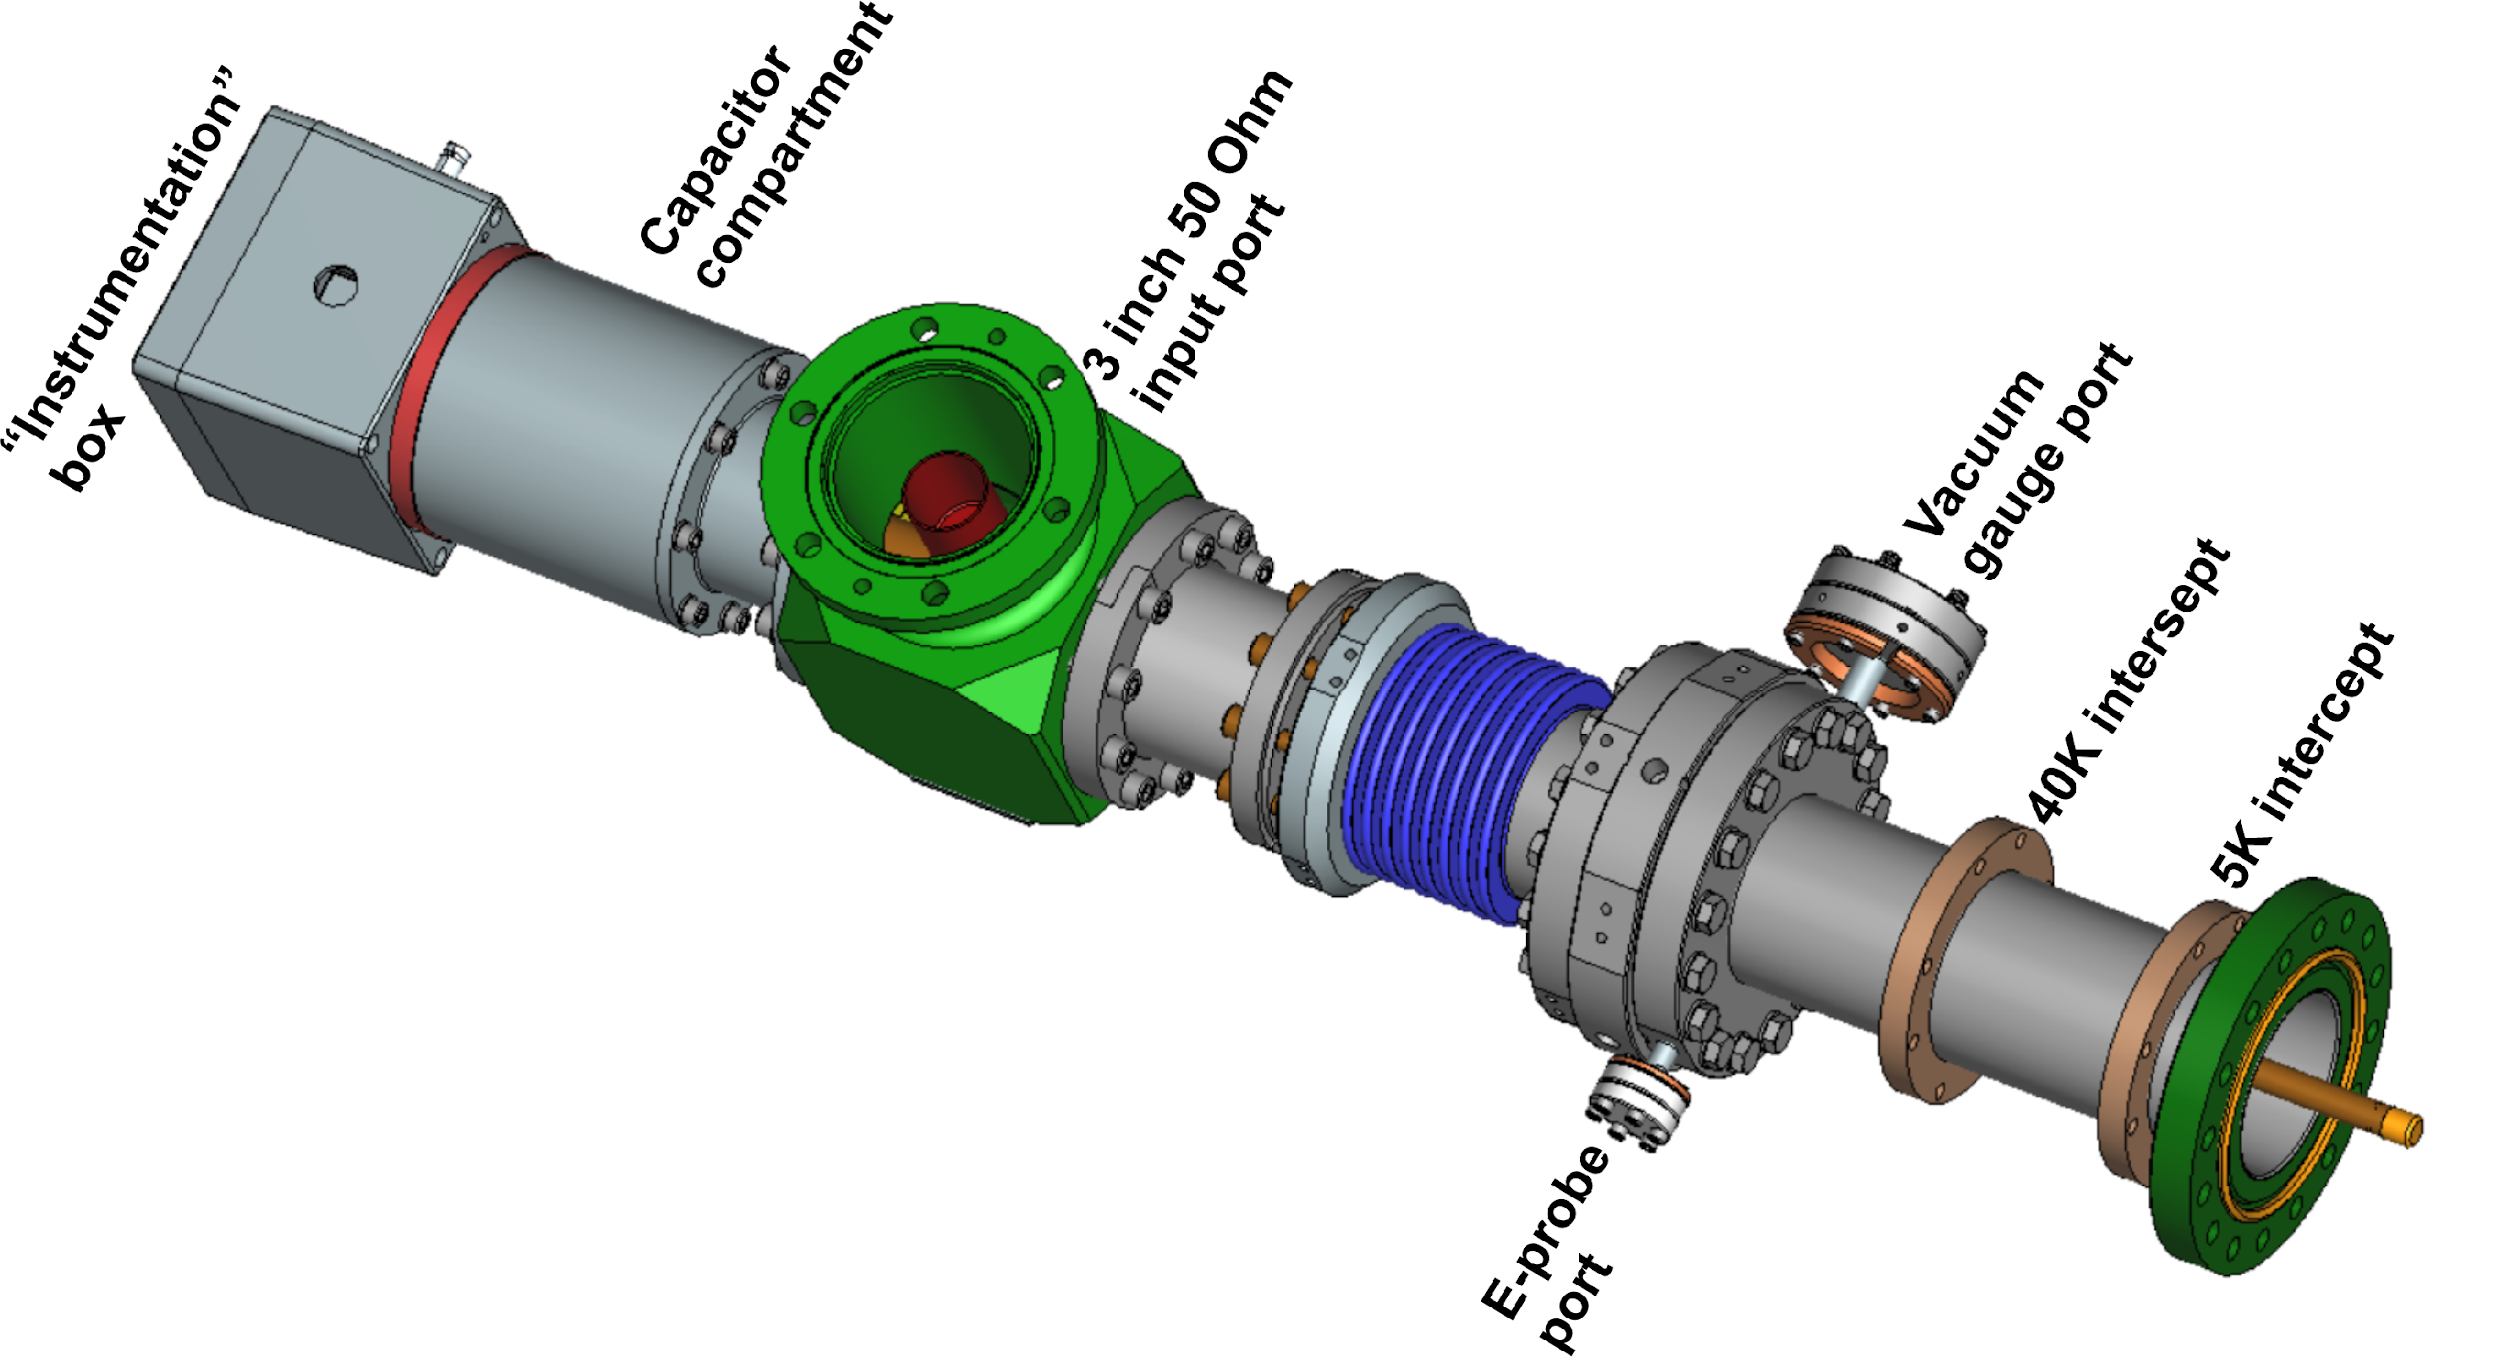 “Instrumentation”
box
Capacitor
compartment
3 inch 50 Ohm
input port
Vacuum
gauge port
40K intersept
5K intercept
E-probe
port